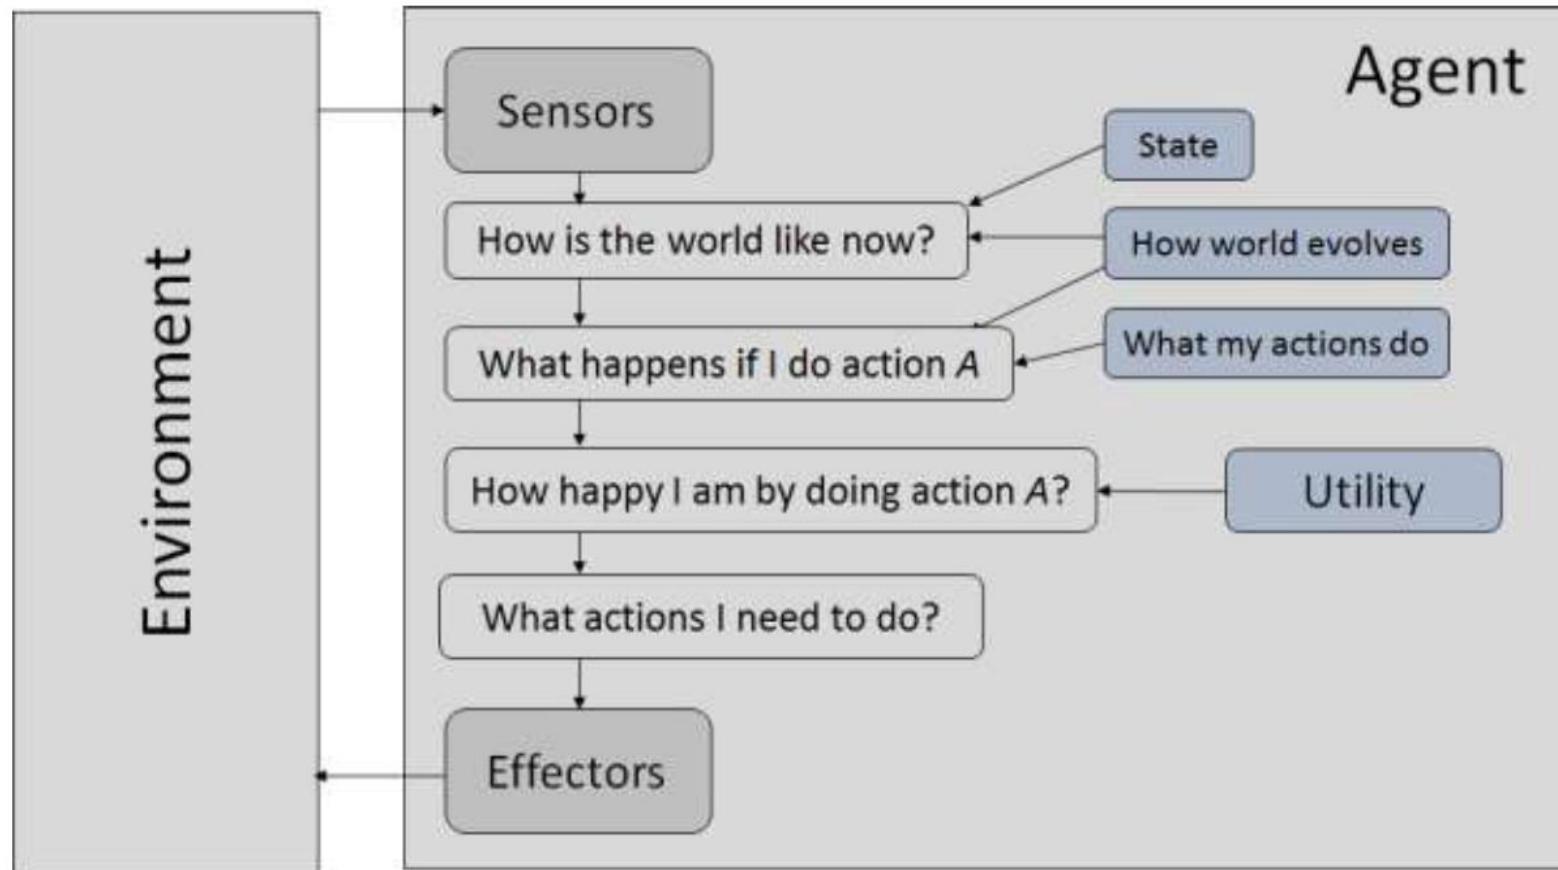 Agent
Sensors
State
How is the world like now?
How world evolves
What happens if I do action A
What my actions do
How happy I am by doing action A?
Utility
What actions I need to do?
Effectors
Environment